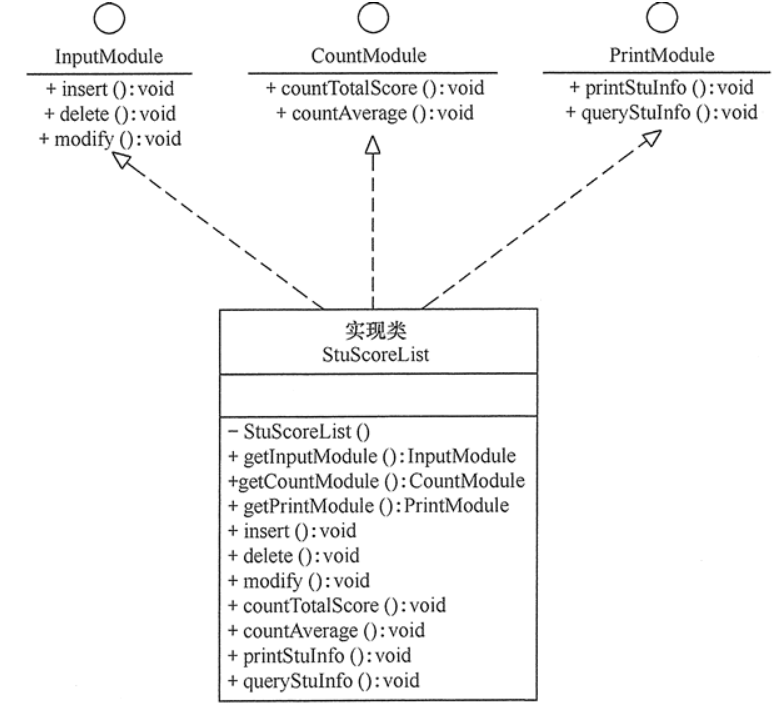 InputModule
+ insert ():void
+ delete ():void
+ modify ():void
CountModule
+ countTotalScore ():void
+ countAverage ():void
PrintModule
+ printStuInfo ():void
+ queryStuInfo ():void
实现类
StuScoreList
− StuScoreList ()
+ getInputModule ():InputModule
+getCountModule ():CountModule
+ getPrintModule ():PrintModule
+ insert ():void
+ delete ():void
+ modify ():void
+ countTotalScore ():void
+ countAverage ():void
+ printStuInfo ():void
+ queryStuInfo ():void